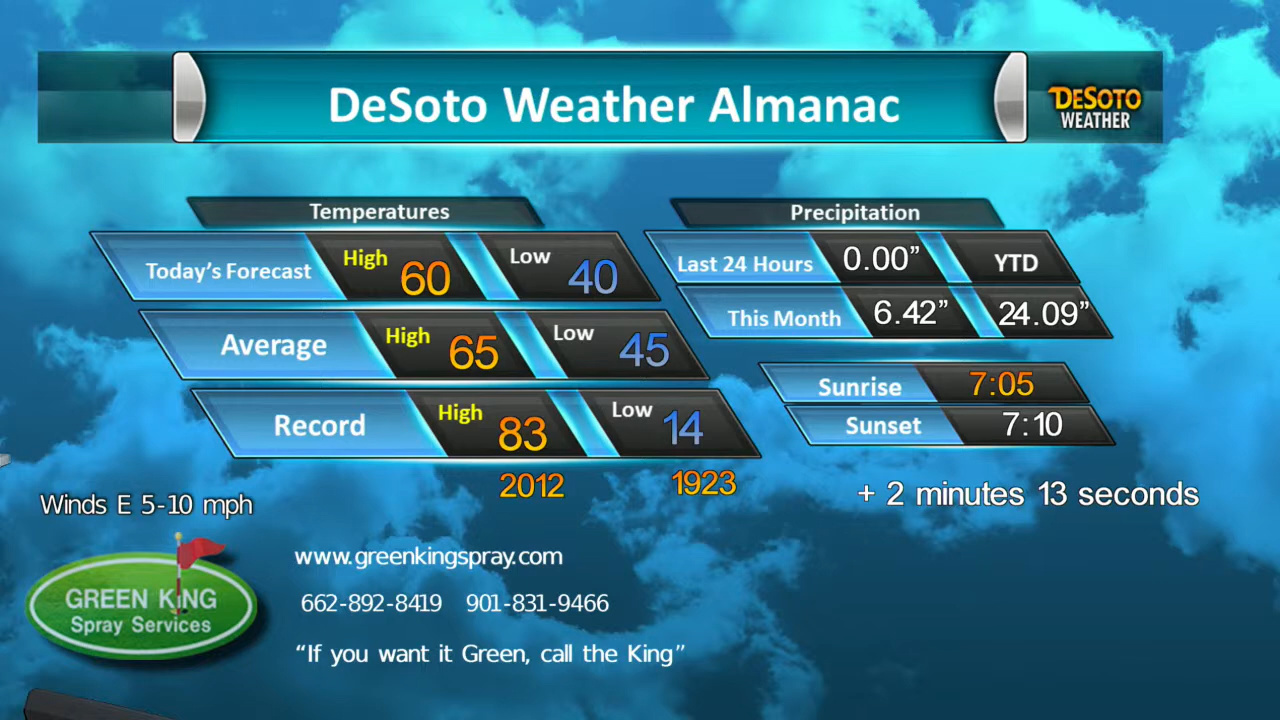 DeSoto Weather Almanac
DESOTO
WEATHER
Temperatures
Today's Forecast High 60 Low 40
Average High 65 Low 45
Record High 83 Low 14
2012 1923
Precipitation
Last 24 Hours 0.00” YTD
This Month 6.42” 24.09”
Sunrise 7:05
Sunset 7:10
+ 2 minutes 13 seconds
Winds E 5-10 mph
GREEN KING
Spray Services
www.greenkingspray.com
662-892-8419 901-831-9466
“If you want it Green, call the King”